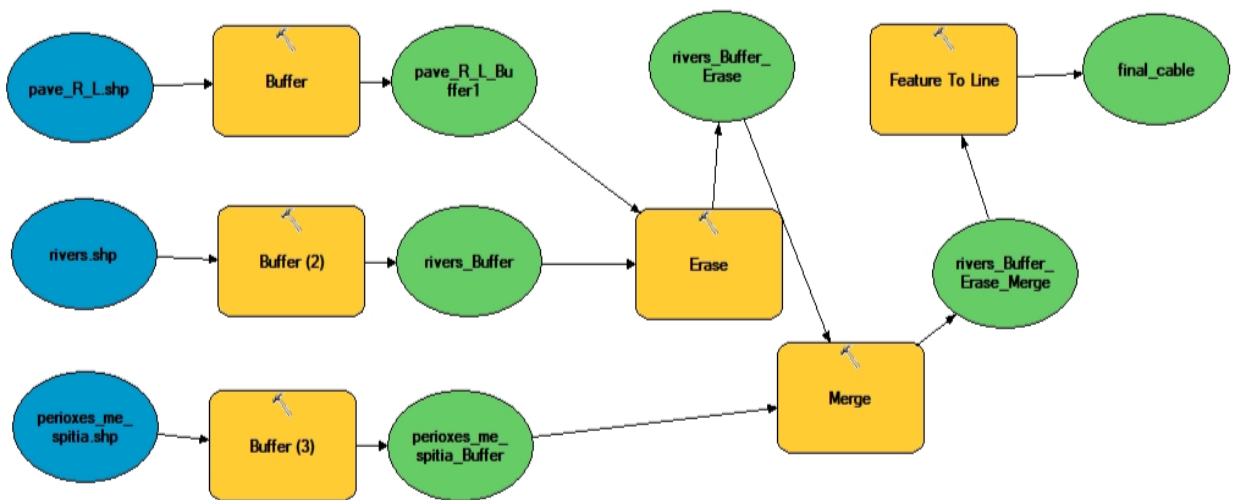 pave_R_L.shp
Buffer
pave_R_L_Bu
ffer1
rivers_Buffer_
Erase
Feature To Line
final_cable
rivers.shp
Buffer (2)
rivers_Buffer
Erase
rivers_Buffer_
Erase_Merge
perioxes_me_
spitia.shp
Buffer (3)
perioxes_me_
spitia_Buffer
Merge